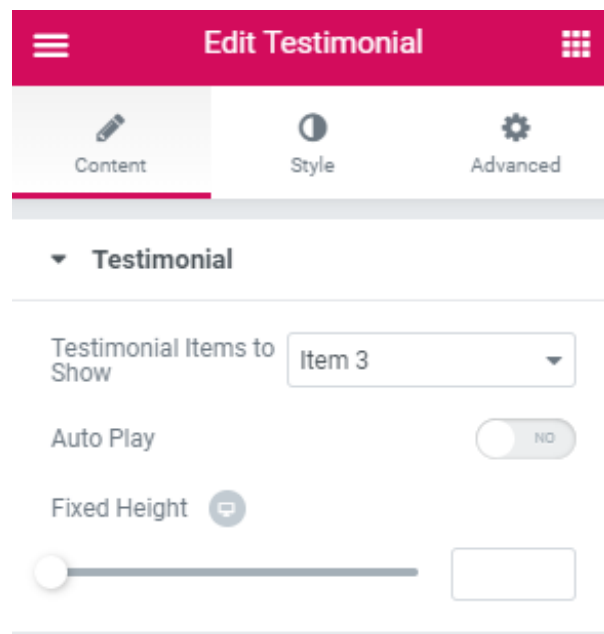 Edit Testimonial
Content Style Advanced
Testimonial
Testimonial Items to
Show
Item 3
Auto Play
NO
Fixed Height